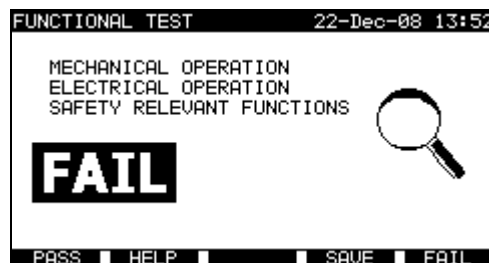 FUNCTIONAL TEST 22-Dec-08 13:52
MECHANICAL OPERATION
ELECTRICAL OPERATION
SAFETY RELEVANT FUNCTIONS
FAIL
PASS HELP SAVE FAIL